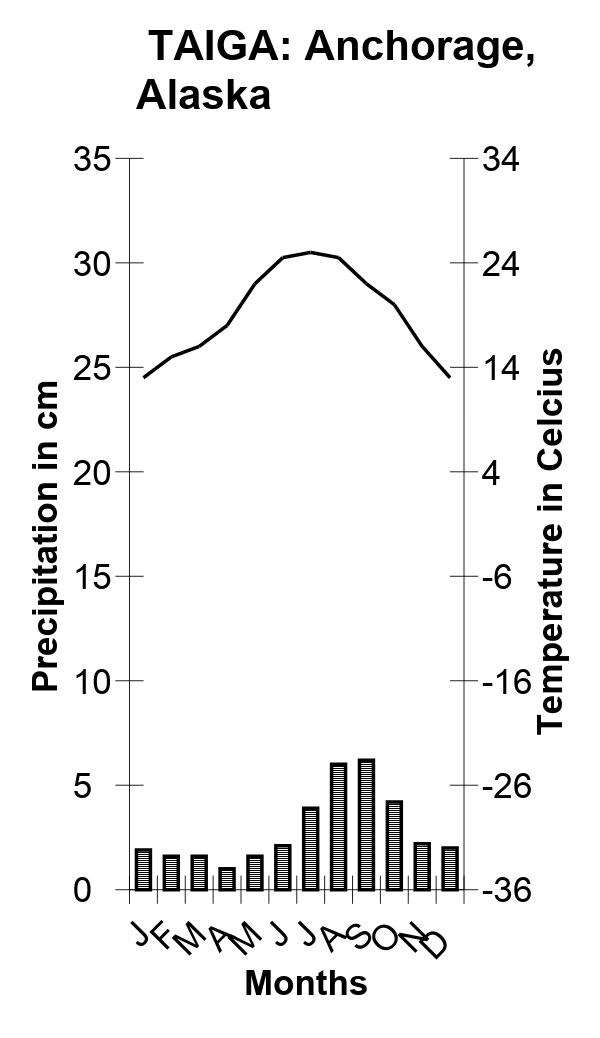 TAIGA: Anchorage,
Alaska
35
30
25
20
15
10
5
0
Precipitation in cm
34
24
14
4
-6
-16
-26
-36
Temperature in Celcius
J F M A M J J A S O N D
Months